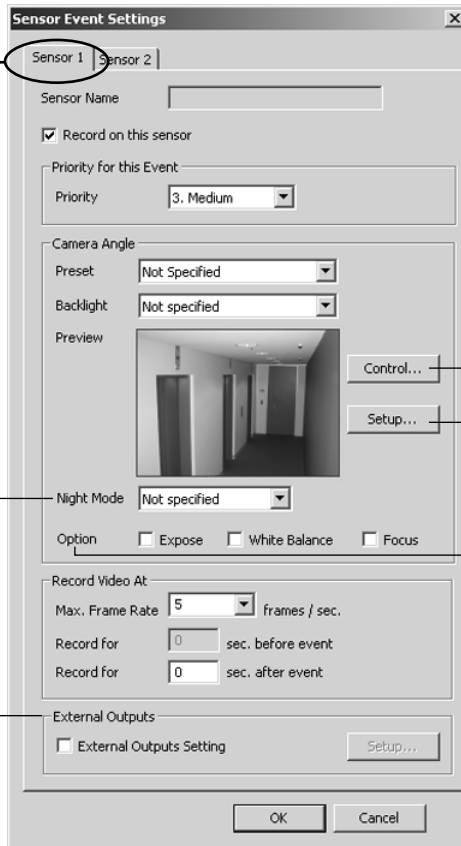 Sensor Event Settings
Sensor 1 Sensor 2
Sensor Name
Record on this sensor
Priority for this Event
Priority 3. Medium
Camera Angle
Preset Not Specified
Backlight Not specified
Preview
Control...
Setup...
Night Mode Not specified
Option Expose White Balance Focus
Record Video At
Max. Frame Rate 5 frames / sec.
Record for 0 sec. before event
Record for 0 sec. after event
External Outputs
External Outputs Setting Setup...
OK Cancel